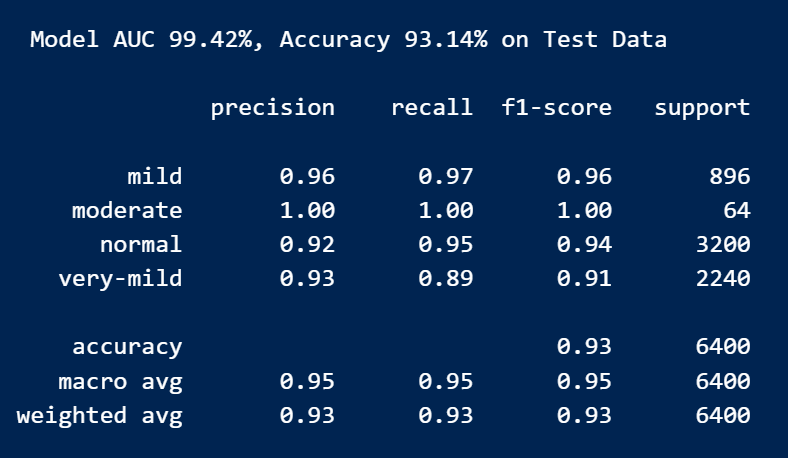 Model AUC 99.42%, Accuracy 93.14% on Test Data
precision recall f1-score support
mild 0.96 0.97 0.96 896
moderate 1.00 1.00 1.00 64
normal 0.92 0.95 0.94 3200
very-mild 0.93 0.89 0.91 2240
accuracy 0.93 6400
macro avg 0.95 0.95 0.95 6400
weighted avg 0.93 0.93 0.93 6400